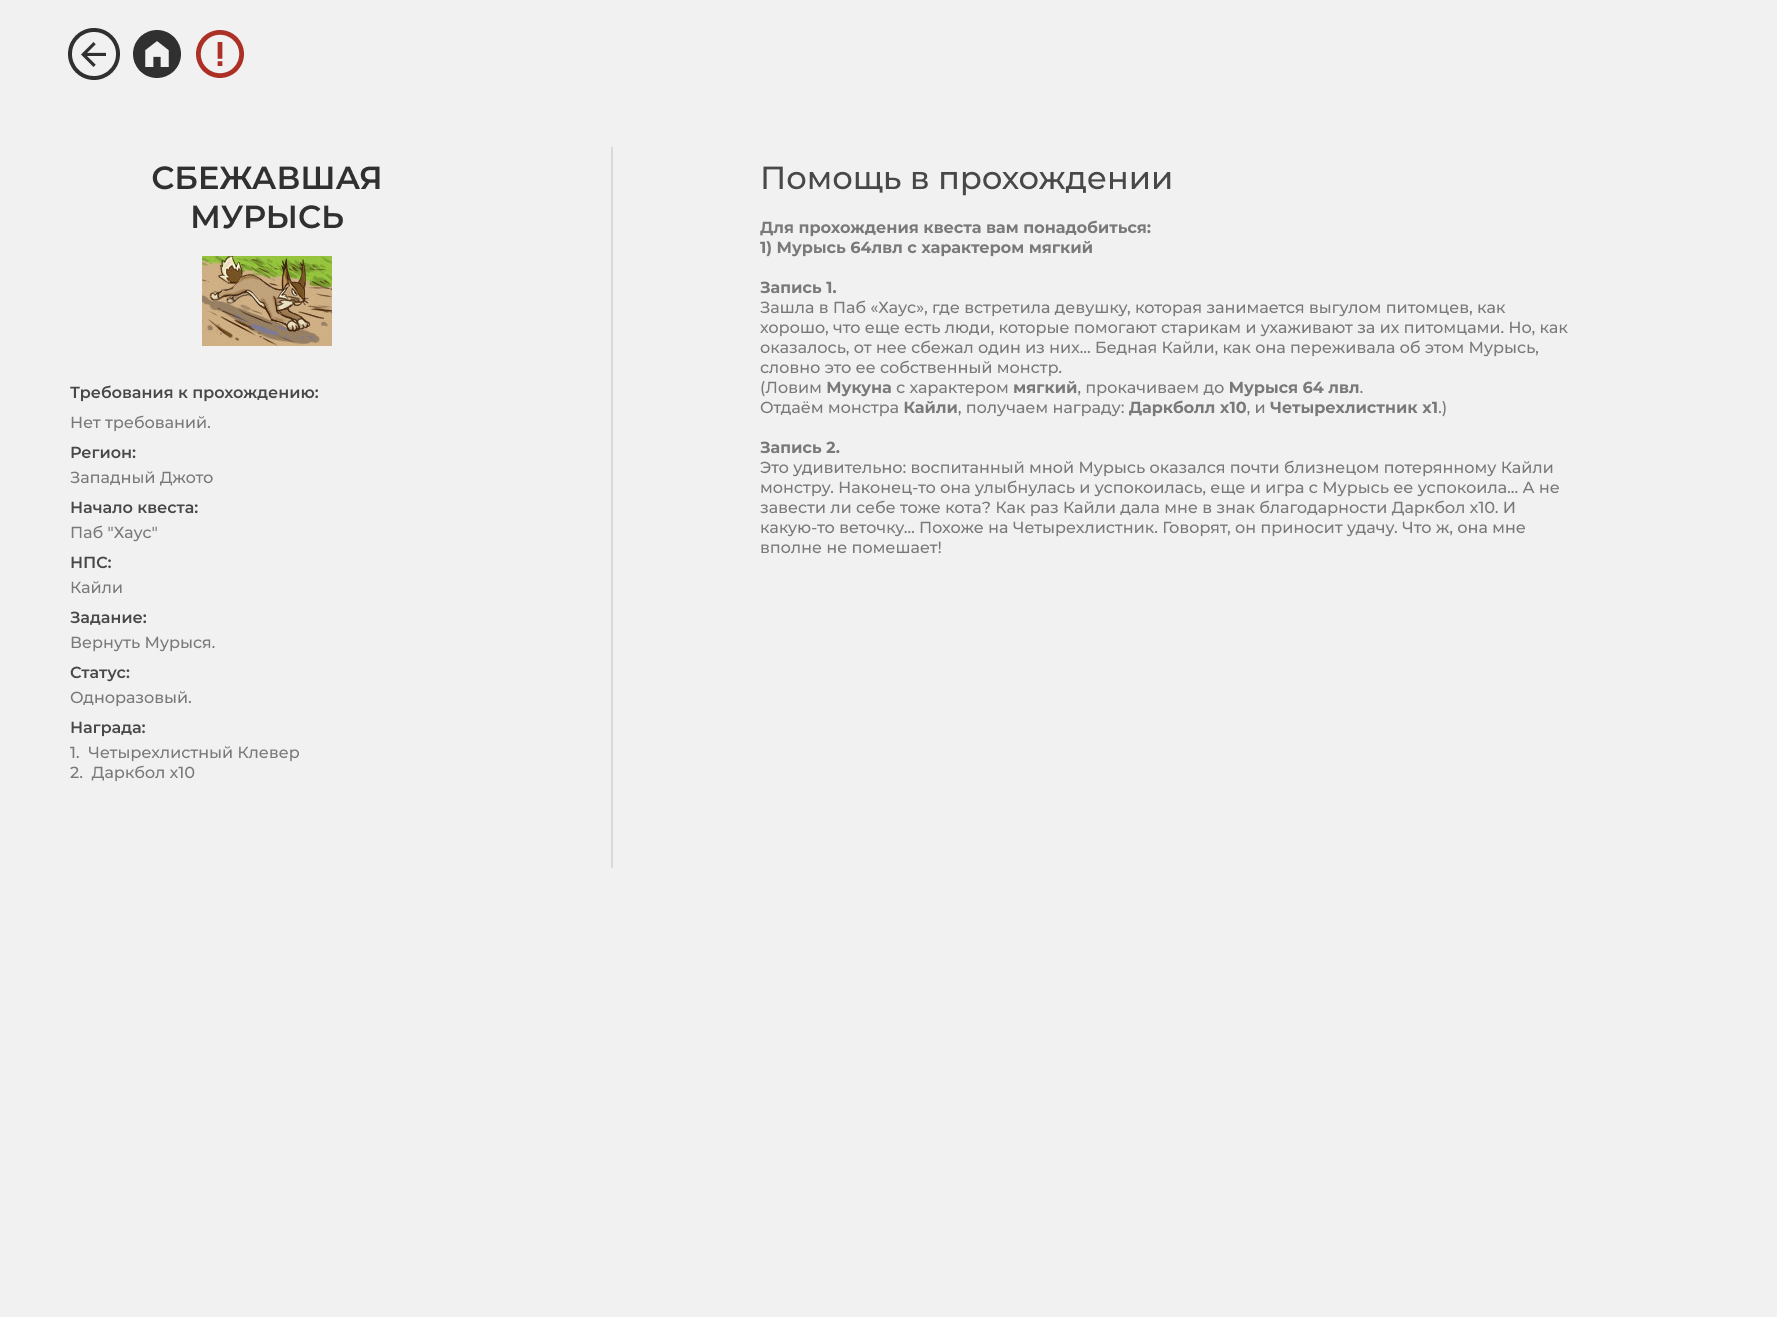 СБЕЖАВШАЯ
МУРЫСЬ
Требования к прохождению:
Нет требований.
Регион:
Западный Джото
Начало квеста:
Паб "Хаус"
НПС:
Кайли
Задание:
Вернуть Мурыся.
Статус:
Одноразовый.
Награда:
1. Четырехлистный Клевер
2. Даркбол х10
Помощь в прохождении
Для прохождения квеста вам понадобиться:
1) Мурысь 64лвл с характером мягкий
Запись 1.
Зашла в Паб «Хаус», где встретила девушку, которая занимается выгулом питомцев, как
хорошо, что еще есть люди, которые помогают старикам и ухаживают за их питомцами. Но, как
оказалось, от нее сбежал один из них... Бедная Кайли, как она переживала об этом Мурысь,
словно это ее собственный монстр.
(Ловим Мукуна с характером мягкий, прокачиваем до Мурыся 64 лвл.
Отдаём монстра Кайли, получаем награду: Даркболл х10, и Четырехлистник х1.)
Запись 2.
Это удивительно: воспитанный мной Мурысь оказался почти близнецом потерянному Кайли
монстру. Наконец-то она улыбнулась и успокоилась, еще и игра с Мурысь ее успокоила... А не
завести ли себе тоже кота? Как раз Кайли дала мне в знак благодарности Даркбол х10. И
какую-то веточку... Похоже на Четырехлистник. Говорят, он приносит удачу. Что ж, она мне
вполне не помешает!